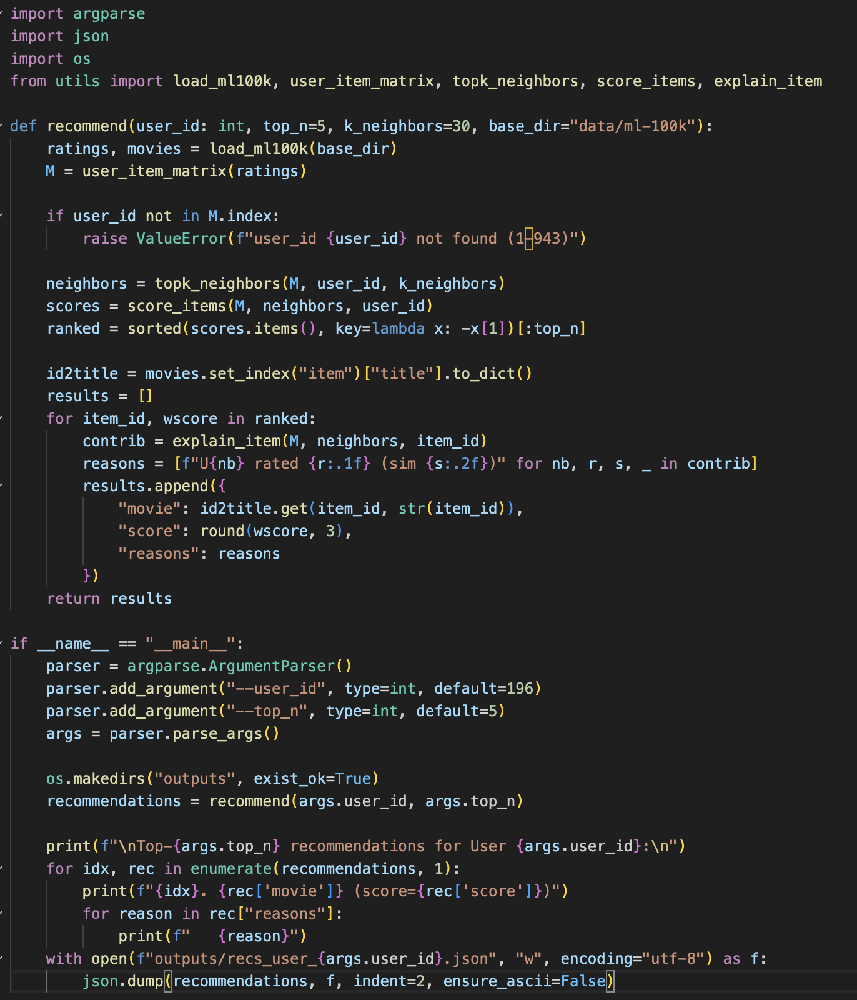 import argparse
import json
import os
from utils import load_ml100k, user_item_matrix, topk_neighbors, score_items, explain_item
def recommend(user_id: int, top_n=5, k_neighbors=30, base_dir="data/ml-100k"):
    ratings, movies = load_ml100k(base_dir)
    M = user_item_matrix(ratings)
    if user_id not in M.index:
        raise ValueError(f"user_id {user_id} not found (1–943)")
    neighbors = topk_neighbors(M, user_id, k_neighbors)
    scores = score_items(M, neighbors, user_id)
    ranked = sorted(scores.items(), key=lambda x: -x[1])[:top_n]
    id2title = movies.set_index("item")["title"].to_dict()
    results = []
    for item_id, wscore in ranked:
        contrib = explain_item(M, neighbors, item_id)
        reasons = [f"U{nb} rated {r:.1f} (sim {s:.2f})" for nb, r, s, _ in contrib]
        results.append({
            "movie": id2title.get(item_id, str(item_id)),
            "score": round(wscore, 3),
            "reasons": reasons
        })
    return results
if __name__ == "__main__":
    parser = argparse.ArgumentParser()
    parser.add_argument("--user_id", type=int, default=196)
    parser.add_argument("--top_n", type=int, default=5)
    args = parser.parse_args()
    os.makedirs("outputs", exist_ok=True)
    recommendations = recommend(args.user_id, args.top_n)
    print(f"\nTop-{args.top_n} recommendations for User {args.user_id}:\n")
    for idx, rec in enumerate(recommendations, 1):
        print(f"{idx}. {rec['movie']} (score={rec['score']})")
        for reason in rec["reasons"]:
            print(f"   {reason}")
    with open(f"outputs/recs_user_{args.user_id}.json", "w", encoding="utf-8") as f:
        json.dump(recommendations, f, indent=2, ensure_ascii=False)